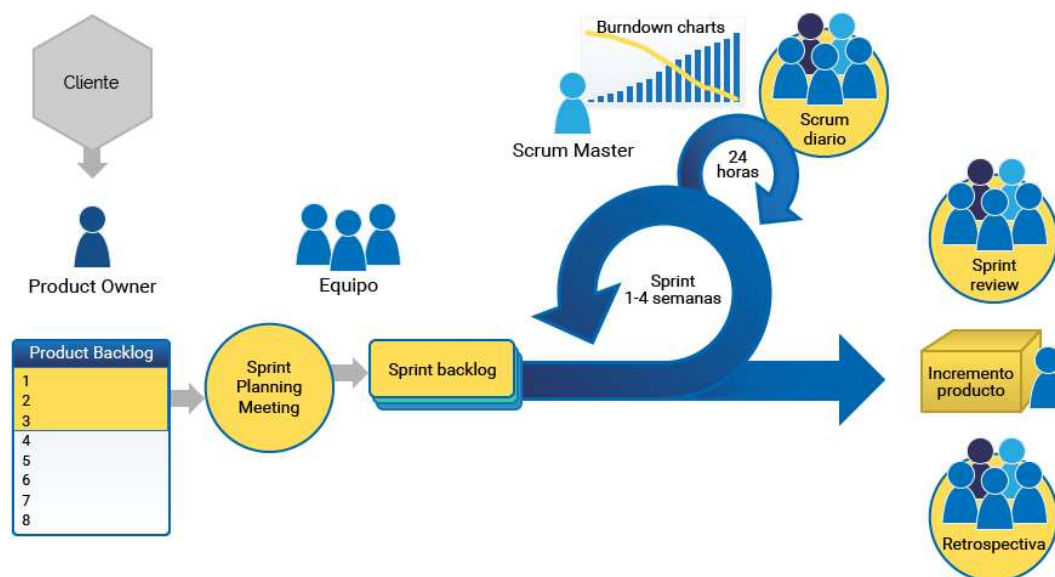 Cliente
Product Owner
Equipo
Burndown charts
Scrum Master
Scrum
diario
24
horas
Sprint
1-4 semanas
Product Backlog
1
2
3
4
5
6
7
8
Sprint
Planning
Meeting
Sprint backlog
Sprint
review
Incremento
producto
Retrospectiva